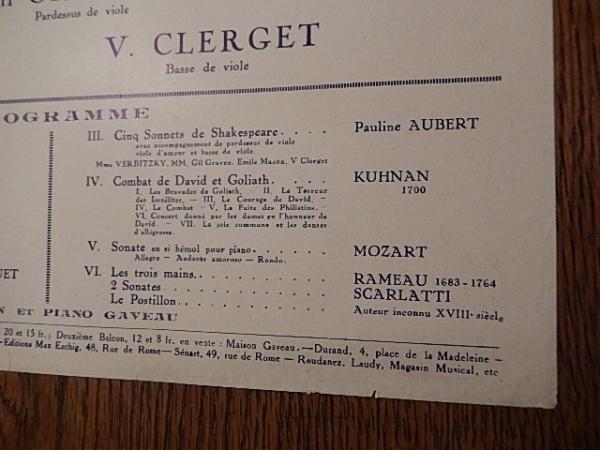 Pardessus de viole
V. CLERGET
Basse de viole
OGRAMME
III. Cinq Sonnets de Shakespeare. . . . Pauline AUBERT
avec accompagnement de pardessus de viole
viole d'amour et basse de viole.
Mme VERBITZKY, MM. Gil Graven, Emile Macon, V Clerget
IV. Combat de David et Goliath. . . . . KUHNAN
1700
I. Les Bravades de Goliath. — II. La Terreur
des Israëlites. — III. Le Courage de David. —
IV. Le Combat — V. La Fuite des Philistins. —
VI. Concert donné par les dames en l'honneur de
David. — VII. La joie commune et les danses
d'allégresse.
V. Sonate en si bémol pour piano. . . . . . . MOZART
Allegro — Andante amoroso — Rondo.
VI. Les trois mains. . . . . . . . . . . . RAMEAU 1683 - 1764
2 Sonates. . . . . . . . . . . . . . . SCARLATTI
Le Postillon. . . . . . . . . . . . . . Auteur inconnu XVIIIe siècle
UET
N ET PIANO GAVEAU
20 et 15 fr.; Deuxième Balcon, 12 et 8 fr. en vente : Maison Gaveau. — Durand, 4, place de la Madeleine —
-Editions Max Eschig, 48, Rue de Rome — Sénart, 49, rue de Rome — Roudanez, Laudy, Magasin Musical, etc